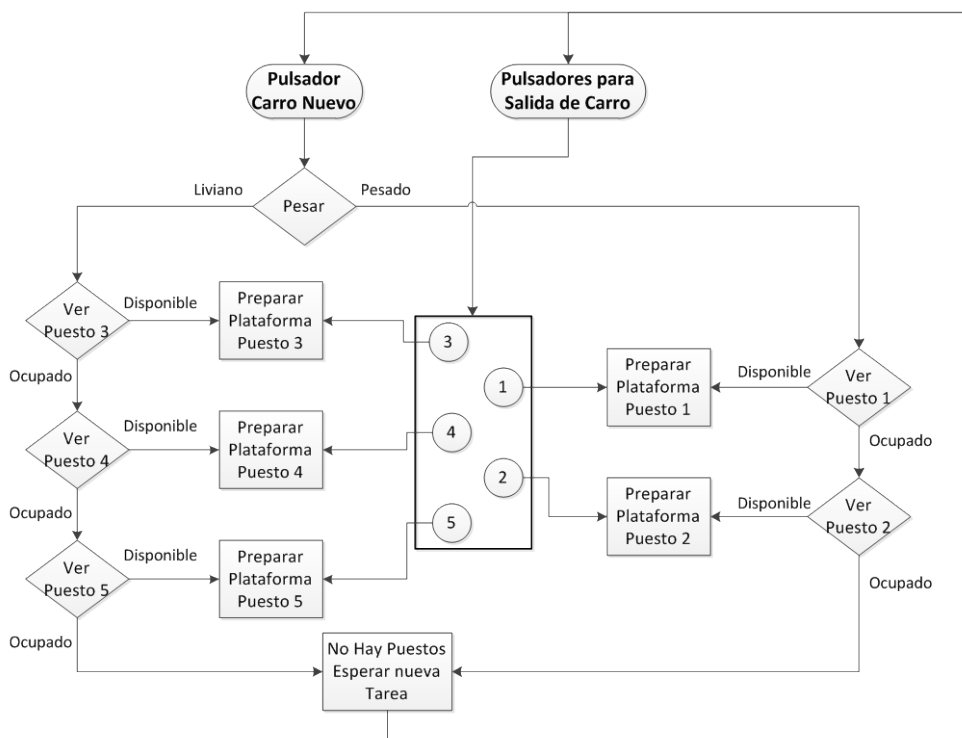 Pulsador
Carro Nuevo
Pulsadores para
Salida de Carro
Liviano
Pesado
Pesar
Ver
Puesto 3
Disponible
Preparar
Plataforma
Puesto 3
3
Ocupado
1
Preparar
Plataforma
Puesto 1
Disponible
Ver
Puesto 1
Ver
Puesto 4
Disponible
Preparar
Plataforma
Puesto 4
4
Ocupado
2
Preparar
Plataforma
Puesto 2
Disponible
Ver
Puesto 2
Ocupado
5
Ver
Puesto 5
Disponible
Preparar
Plataforma
Puesto 5
Ocupado
Ocupado
No Hay Puestos
Esperar nueva
Tarea